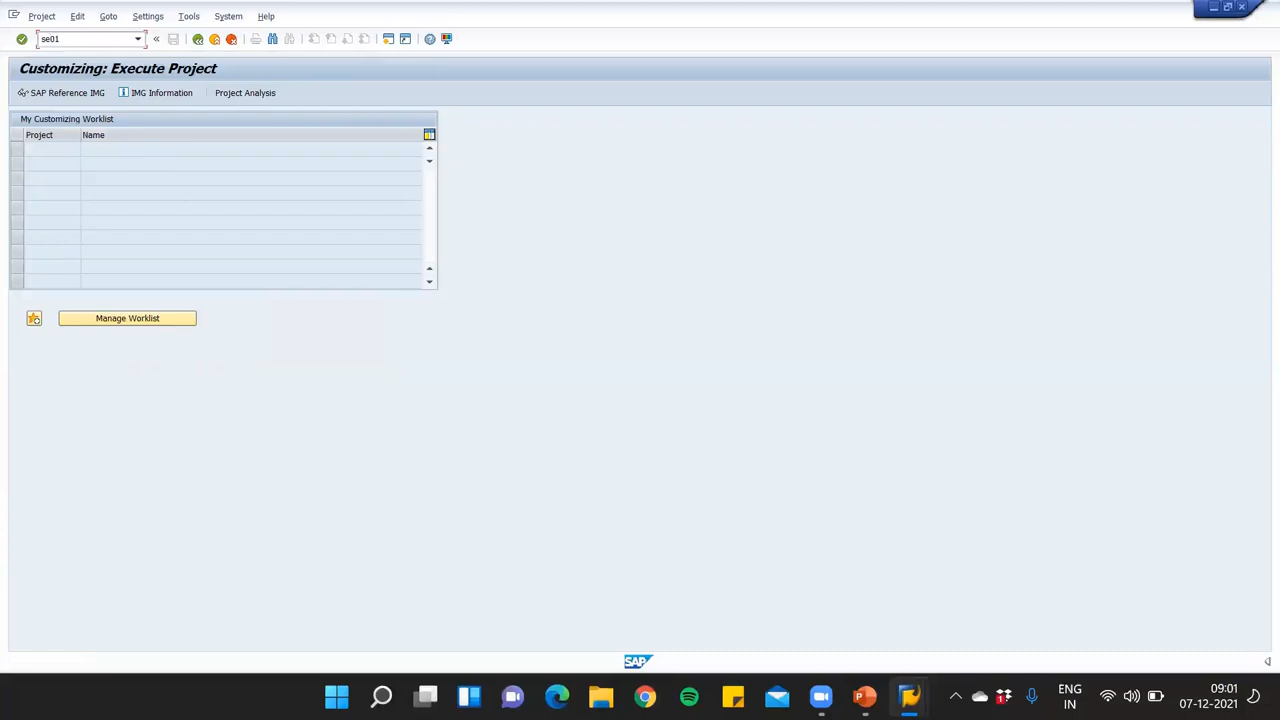 Project Edit Goto Settings Tools System Help
se01
Customizing: Execute Project
SAP Reference IMG IMG Information Project Analysis
My Customizing Worklist
Project Name
Manage Worklist
SAP
ENG 09:01
IN 07-12-2021